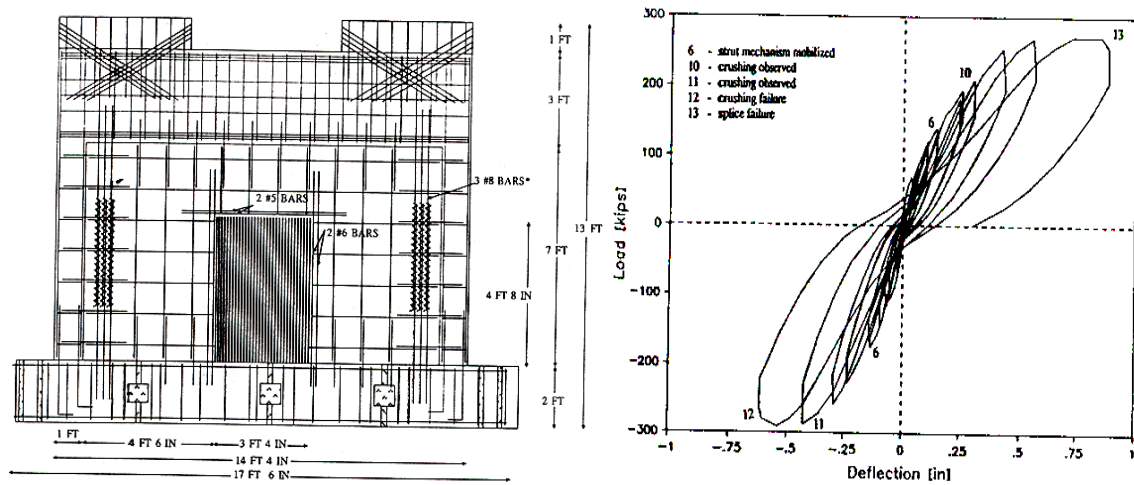 1 FT
3 FT
3 #8 BARS*
2 #5 BARS
13 FT
2 #6 BARS
7 FT
4 FT 8 IN
2 FT
1 FT
4 FT 6 IN
3 FT 4 IN
14 FT 4 IN
17 FT 6 IN
300
200
100
0
-100
-200
-300
Load [kips]
6 - strut mechanism mobilized
10 - crushing observed
11 - crushing observed
12 - crushing failure
13 - splice failure
13
10
6
6
12
11
-1
-.75
-.5
-.25
0
.25
.5
.75
1
Deflection [in]